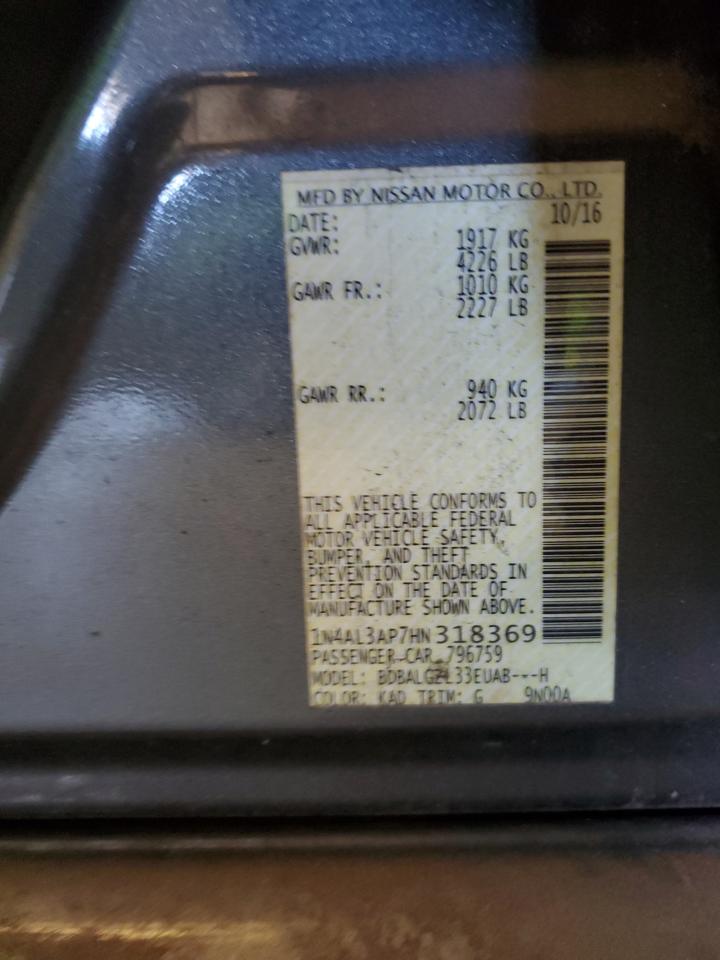 MFD BY NISSAN MOTOR CO., LTD.
DATE: 10/16
GVWR: 1917 KG
4226 LB
GAWR FR.: 1010 KG
2227 LB
GAWR RR.: 940 KG
2072 LB
THIS VEHICLE CONFORMS TO
ALL APPLICABLE FEDERAL
MOTOR VEHICLE SAFETY,
BUMPER, AND THEFT
PREVENTION STANDARDS IN
EFFECT ON THE DATE OF
MANUFACTURE SHOWN ABOVE.
1N4AL3AP7HN318369
PASSENGER CAR 796759
MODEL: BDBALGZL33EUAB---H
COLOR: KAD TRIM: G 9N00A